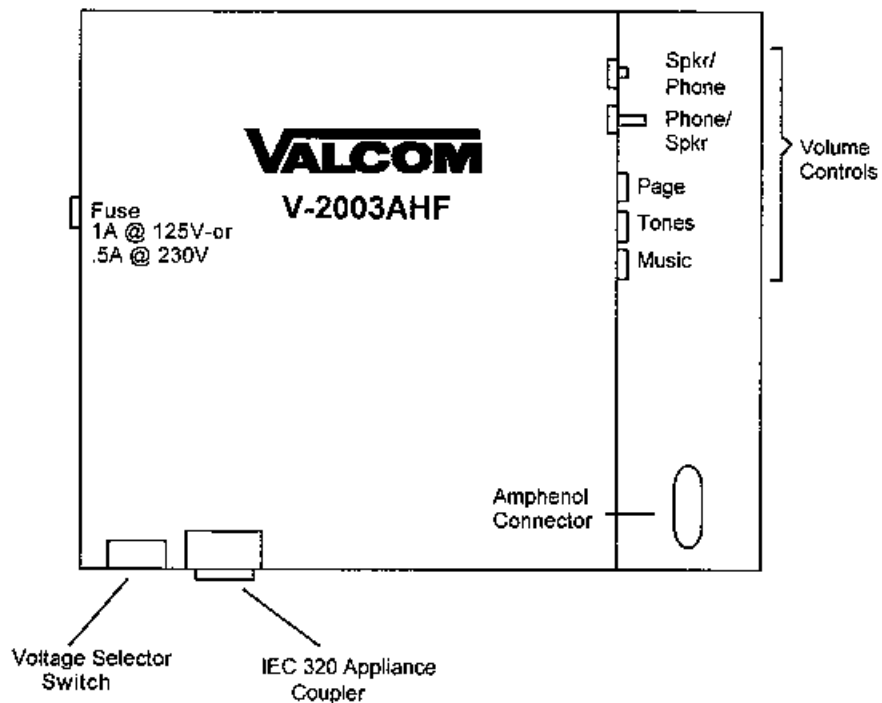 Spkr/
Phone
Phone/
Spkr
Volume
Controls
VALCOM
V-2003AHF
Page
Tones
Music
Fuse
1A @ 125V-or
.5A @ 230V
Amphenol
Connector
Voltage Selector
Switch
IEC 320 Appliance
Coupler